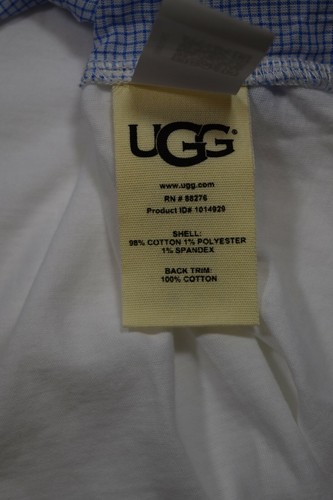 UGG®
www.ugg.com
RN # 88276
Product ID# 1014929
SHELL:
98% COTTON 1% POLYESTER
1% SPANDEX
BACK TRIM:
100% COTTON